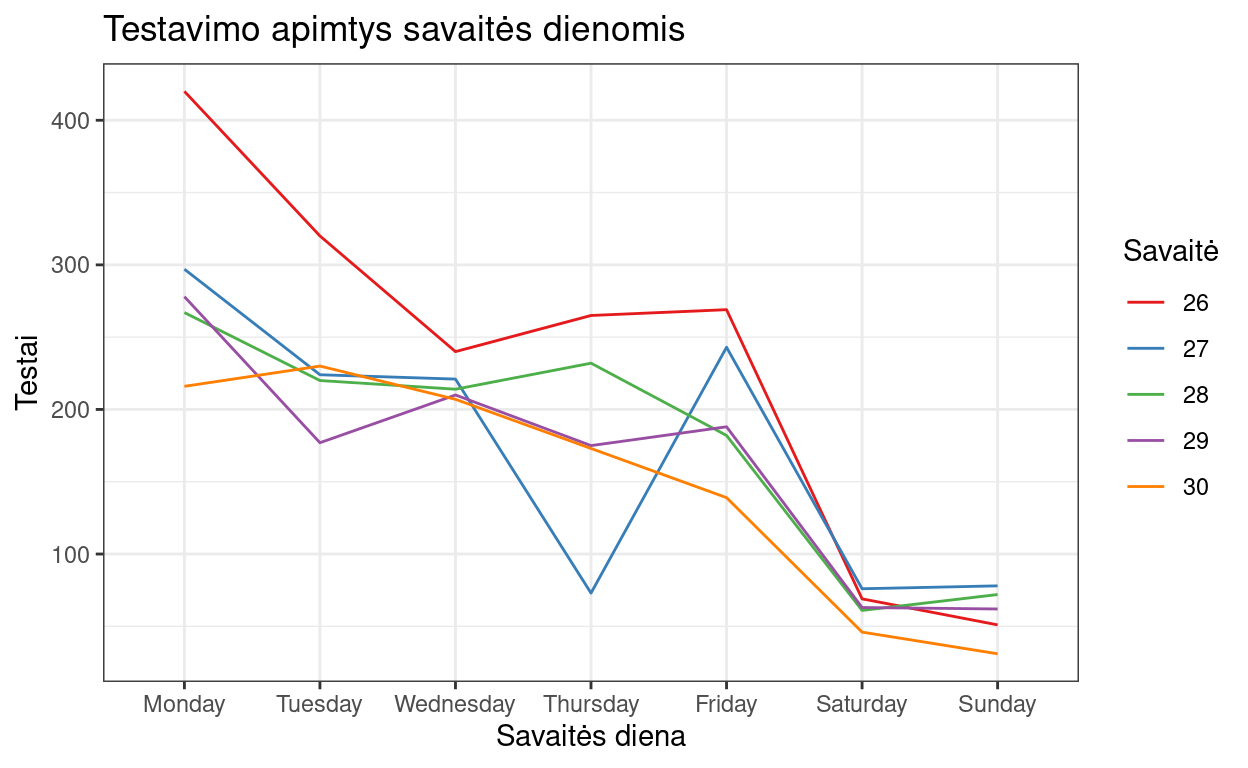 Testavimo apimtys savaitės dienomis
Testai
400
300
200
100
Monday Tuesday Wednesday Thursday Friday Saturday Sunday
Savaitės diena
Savaitė
26
27
28
29
30